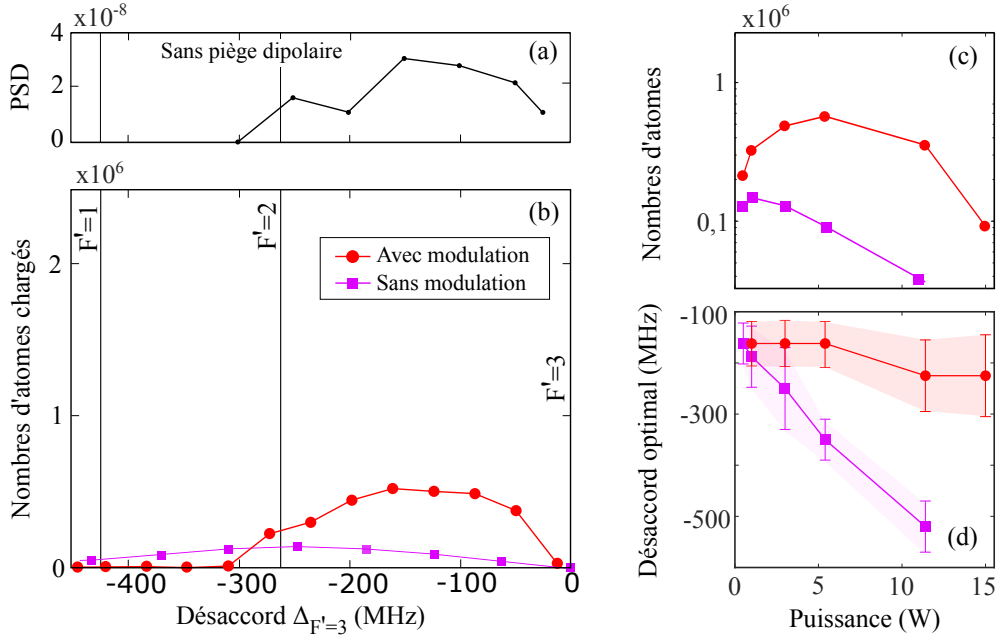 x10^-8
Sans piège dipolaire
(a)
4
2
0
PSD
x10^6
(b)
F'=1
F'=2
F'=3
Avec modulation
Sans modulation
2
1
0
Nombres d'atomes chargés
-400
-300
-200
-100
0
Désaccord Δ_F'=3 (MHz)
x10^6
(c)
1
0,1
Nombres d'atomes
-100
-300
-500
Désaccord optimal (MHz)
(d)
0
5
10
15
Puissance (W)